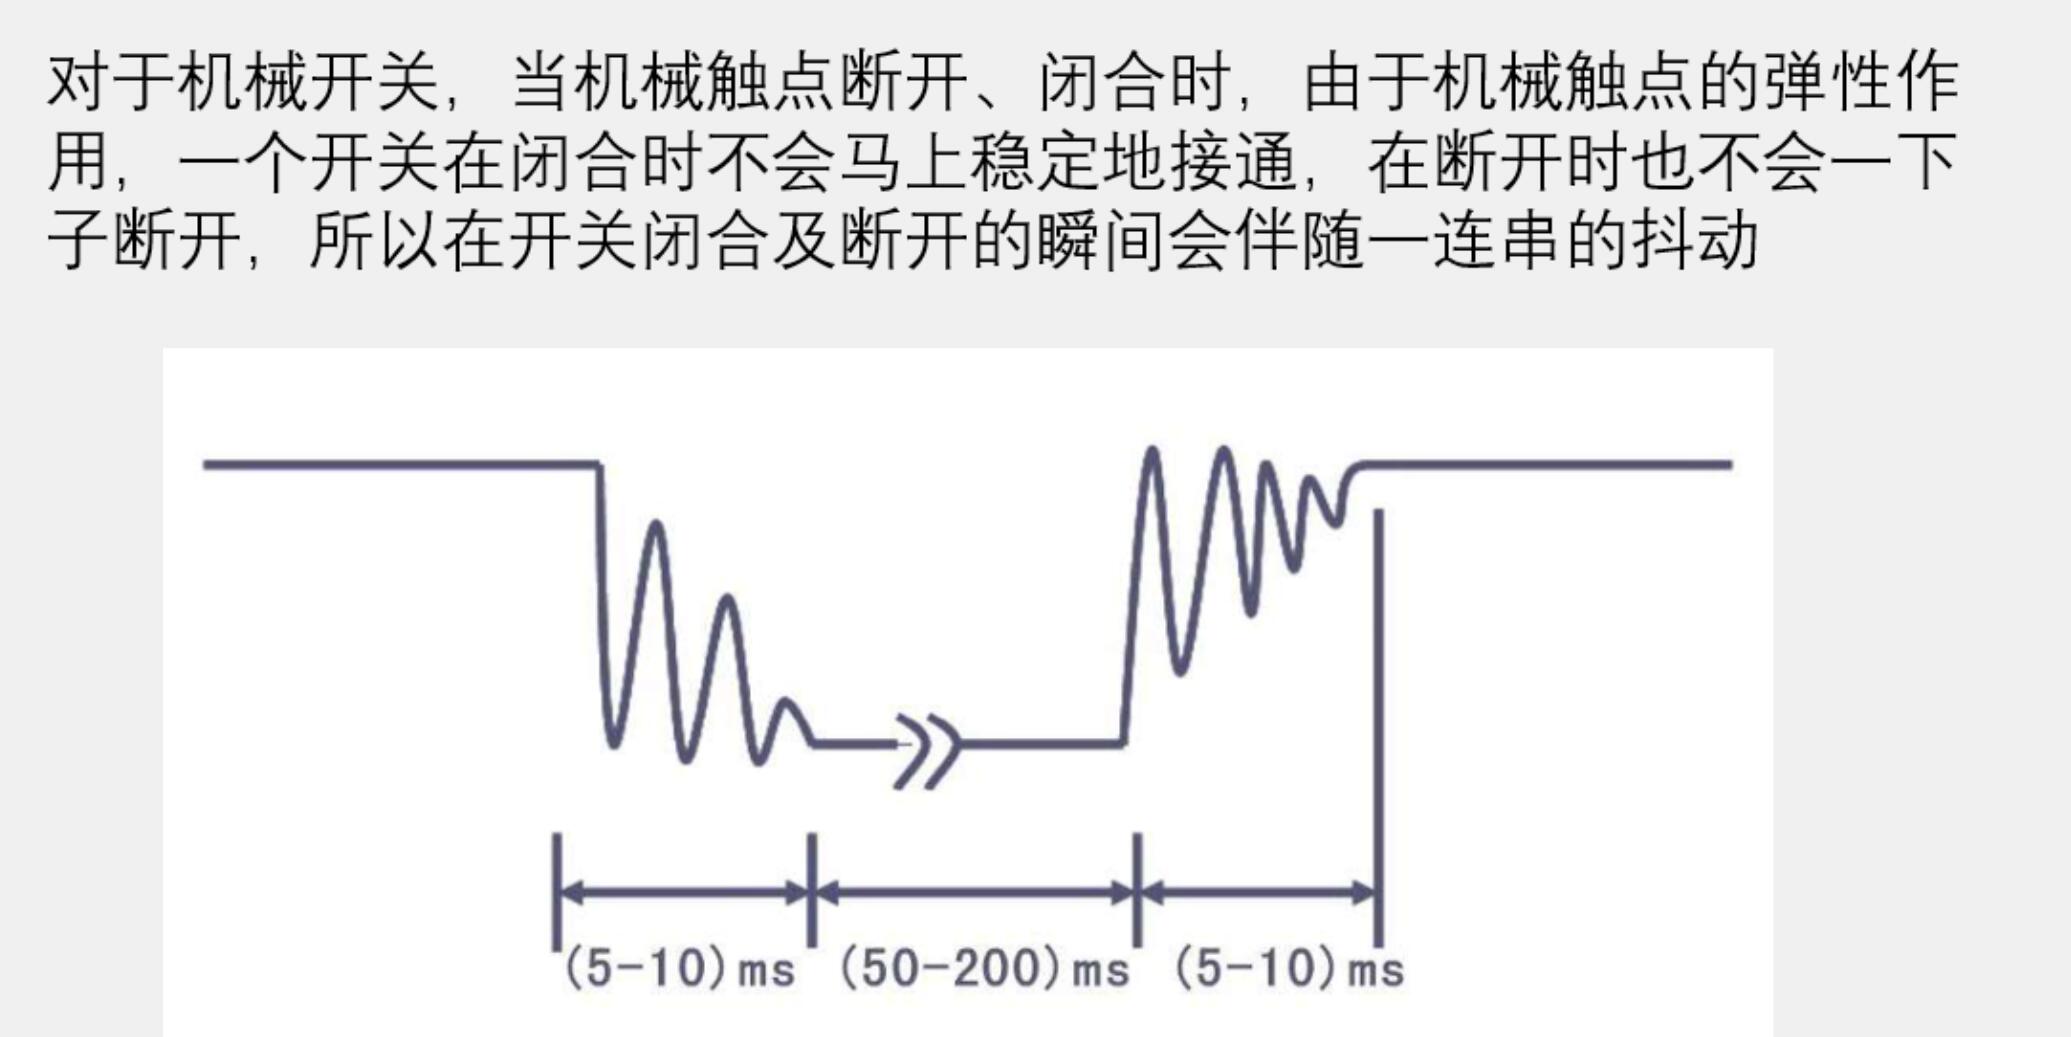 对于机械开关，当机械触点断开、闭合时，由于机械触点的弹性作
用，一个开关在闭合时不会马上稳定地接通，在断开时也不会一下
子断开，所以在开关闭合及断开的瞬间会伴随一连串的抖动
(5-10)ms (50-200)ms (5-10)ms